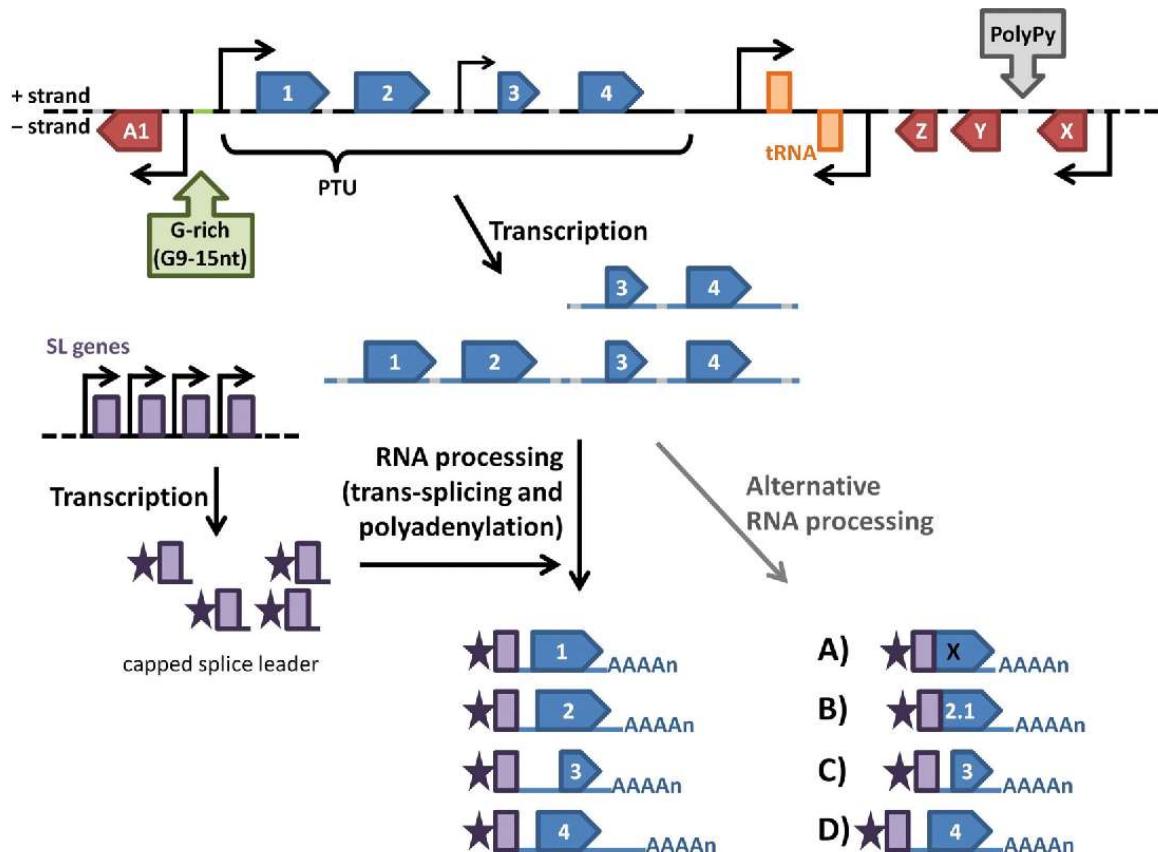 PolyPy
+ strand
– strand
A1
1
2
3
4
tRNA
Z
Y
X
PTU
G-rich
(G9-15nt)
Transcription
3
4
SL genes
1
2
3
4
Transcription
RNA processing
(trans-splicing and
polyadenylation)
Alternative
RNA processing
capped splice leader
1 AAAAn
A) X AAAAn
2 AAAAn
B) 2.1 AAAAn
3 AAAAn
C) 3 AAAAn
4 AAAAn
D) 4 AAAAn